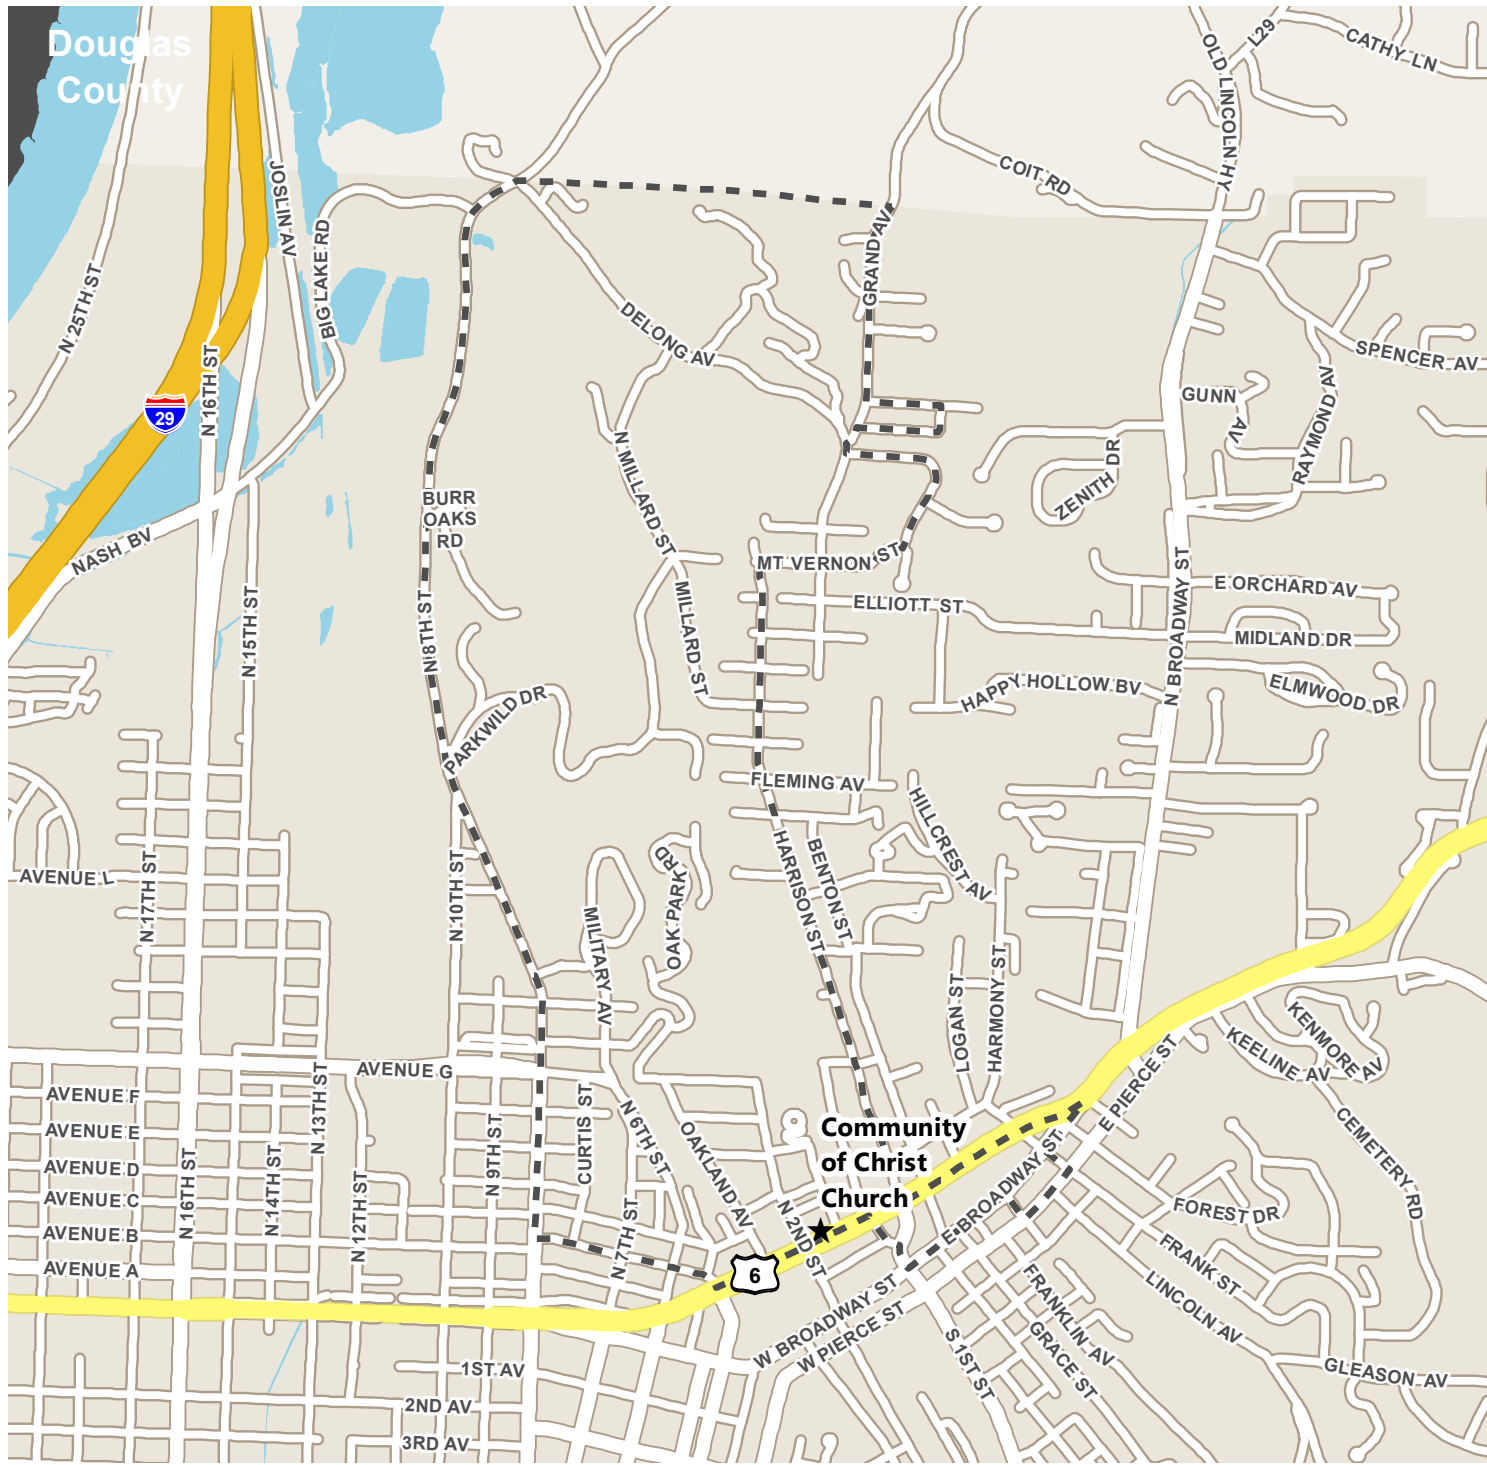 Douglas
County
OLD LINCOLN HY
L29
CATHY LN
JOSLIN AV
COIT RD
N 25TH ST
BIG LAKE RD
GRAND AV
DELONG AV
SPENCER AV
N 16TH ST
29
GUNN
AV
RAYMOND AV
N MILLARD ST
ZENITH DR
BURR
OAKS
RD
NASH BV
MT VERNON ST
N BROADWAY ST
E ORCHARD AV
N 15TH ST
N 8TH ST
MILLARD ST
ELLIOTT ST
MIDLAND DR
HAPPY HOLLOW BV
ELMWOOD DR
PARKWILD DR
FLEMING AV
HILLCREST AV
HARRISON ST
BENTON ST
AVENUE L
N 17TH ST
N 10TH ST
MILITARY AV
OAK PARK RD
LOGAN ST
HARMONY ST
KENMORE AV
KEELINE AV
E PIERCE ST
AVENUE G
AVENUE F
N 13TH ST
AVENUE E
N 9TH ST
CURTIS ST
N 6TH ST
OAKLAND AV
Community
of Christ
Church
CEMETERY RD
AVENUE D
N 16TH ST
N 14TH ST
N 12TH ST
AVENUE C
N 7TH ST
N 2ND ST
E BROADWAY ST
FOREST DR
AVENUE B
AVENUE A
6
FRANK ST
LINCOLN AV
FRANKLIN AV
W BROADWAY ST
W PIERCE ST
S 1ST ST
GRACE ST
GLEASON AV
1ST AV
2ND AV
3RD AV